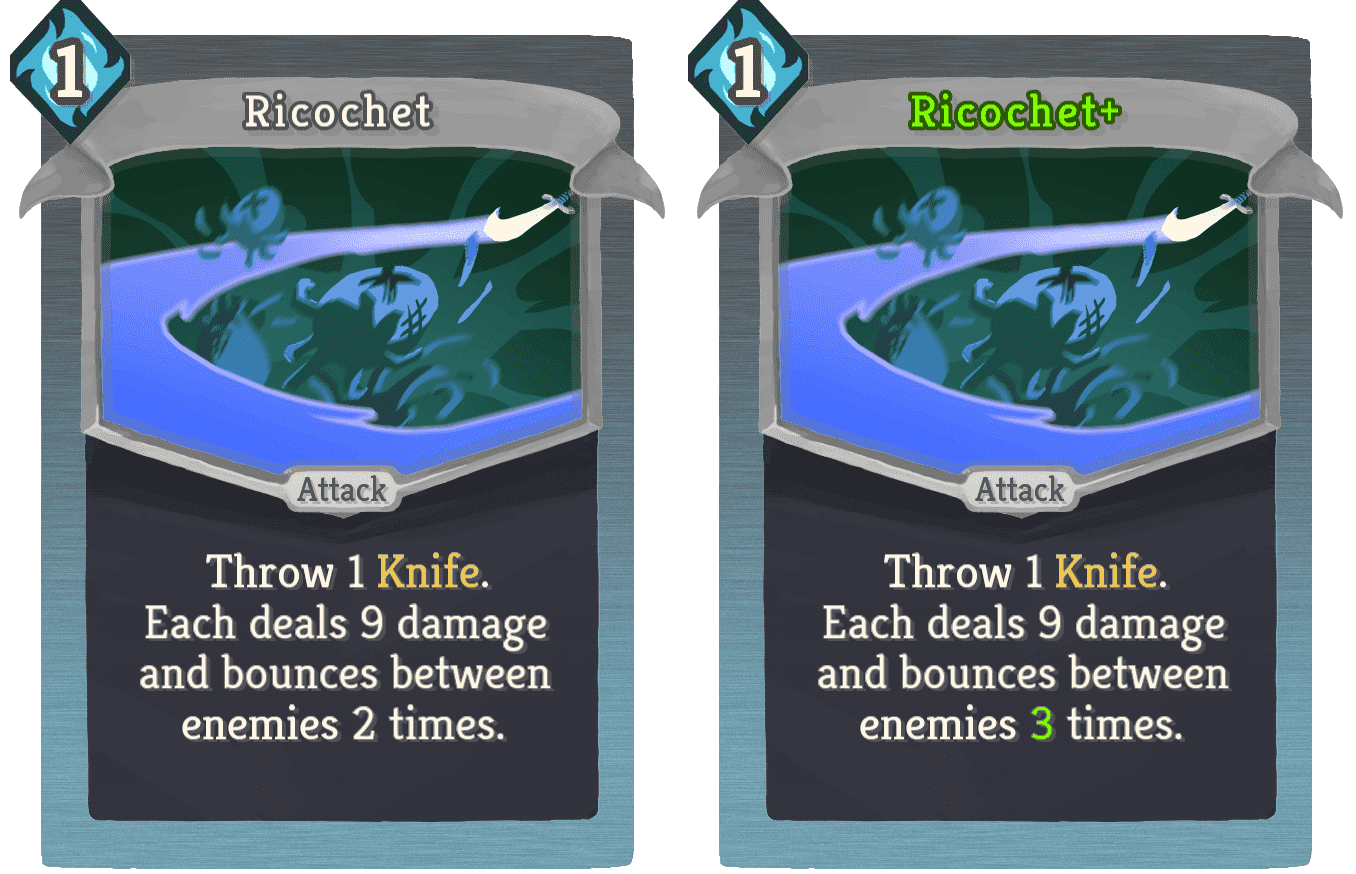 1
Ricochet
Attack
Throw 1 Knife.
Each deals 9 damage
and bounces between
enemies 2 times.
1
Ricochet+
Attack
Throw 1 Knife.
Each deals 9 damage
and bounces between
enemies 3 times.